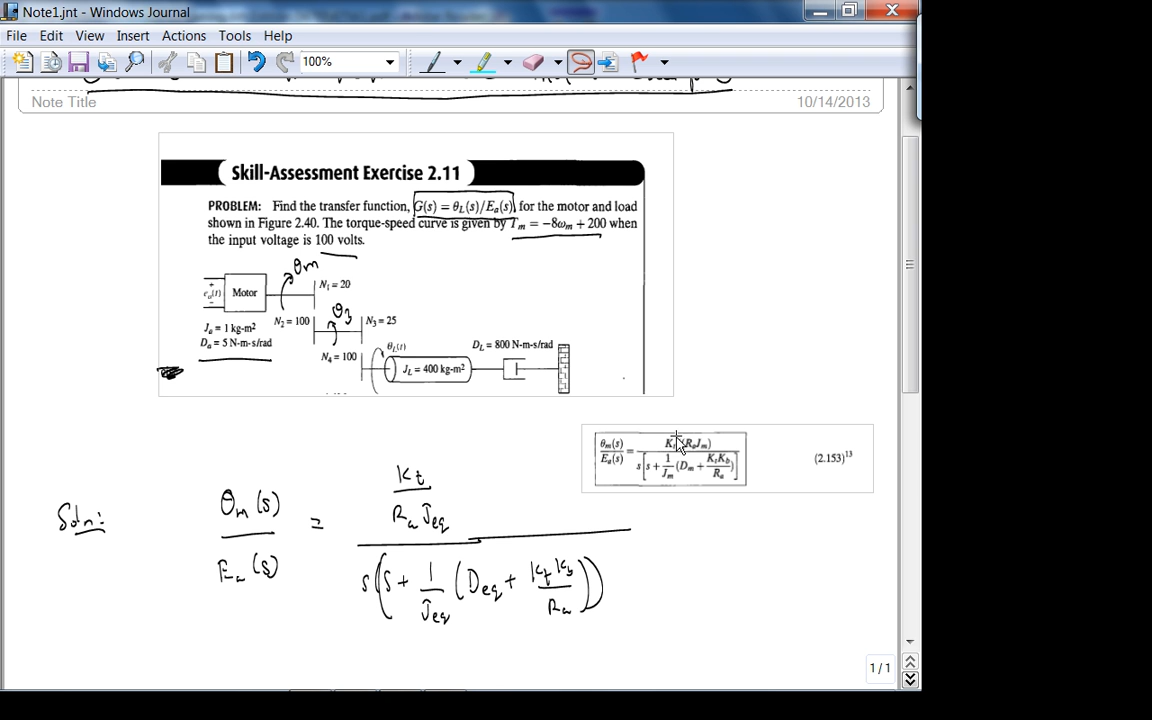 Note1.jnt - Windows Journal
File Edit View Insert Actions Tools Help
100%
Note Title 10/14/2013
Skill-Assessment Exercise 2.11
PROBLEM: Find the transfer function, G(s) = θL(s)/Ea(s), for the motor and load
shown in Figure 2.40. The torque-speed curve is given by Tm = −8ωm + 200 when
the input voltage is 100 volts.
θm
+
ea(t) Motor N1 = 20
−
θ3
N2 = 100 N3 = 25
Ja = 1 kg-m²
Da = 5 N-m-s/rad
N4 = 100 θL(t) DL = 800 N-m-s/rad
JL = 400 kg-m²
θm(s)/Ea(s) = Kt/(RaJm) / s[s + 1/Jm (Dm + KtKb/Ra)] (2.153)¹³
Soln: θm(s)/Ea(s) = Kt/(Ra Jeq) / s(s + 1/Jeq (Deq + Kt Kb/Ra))
1 / 1